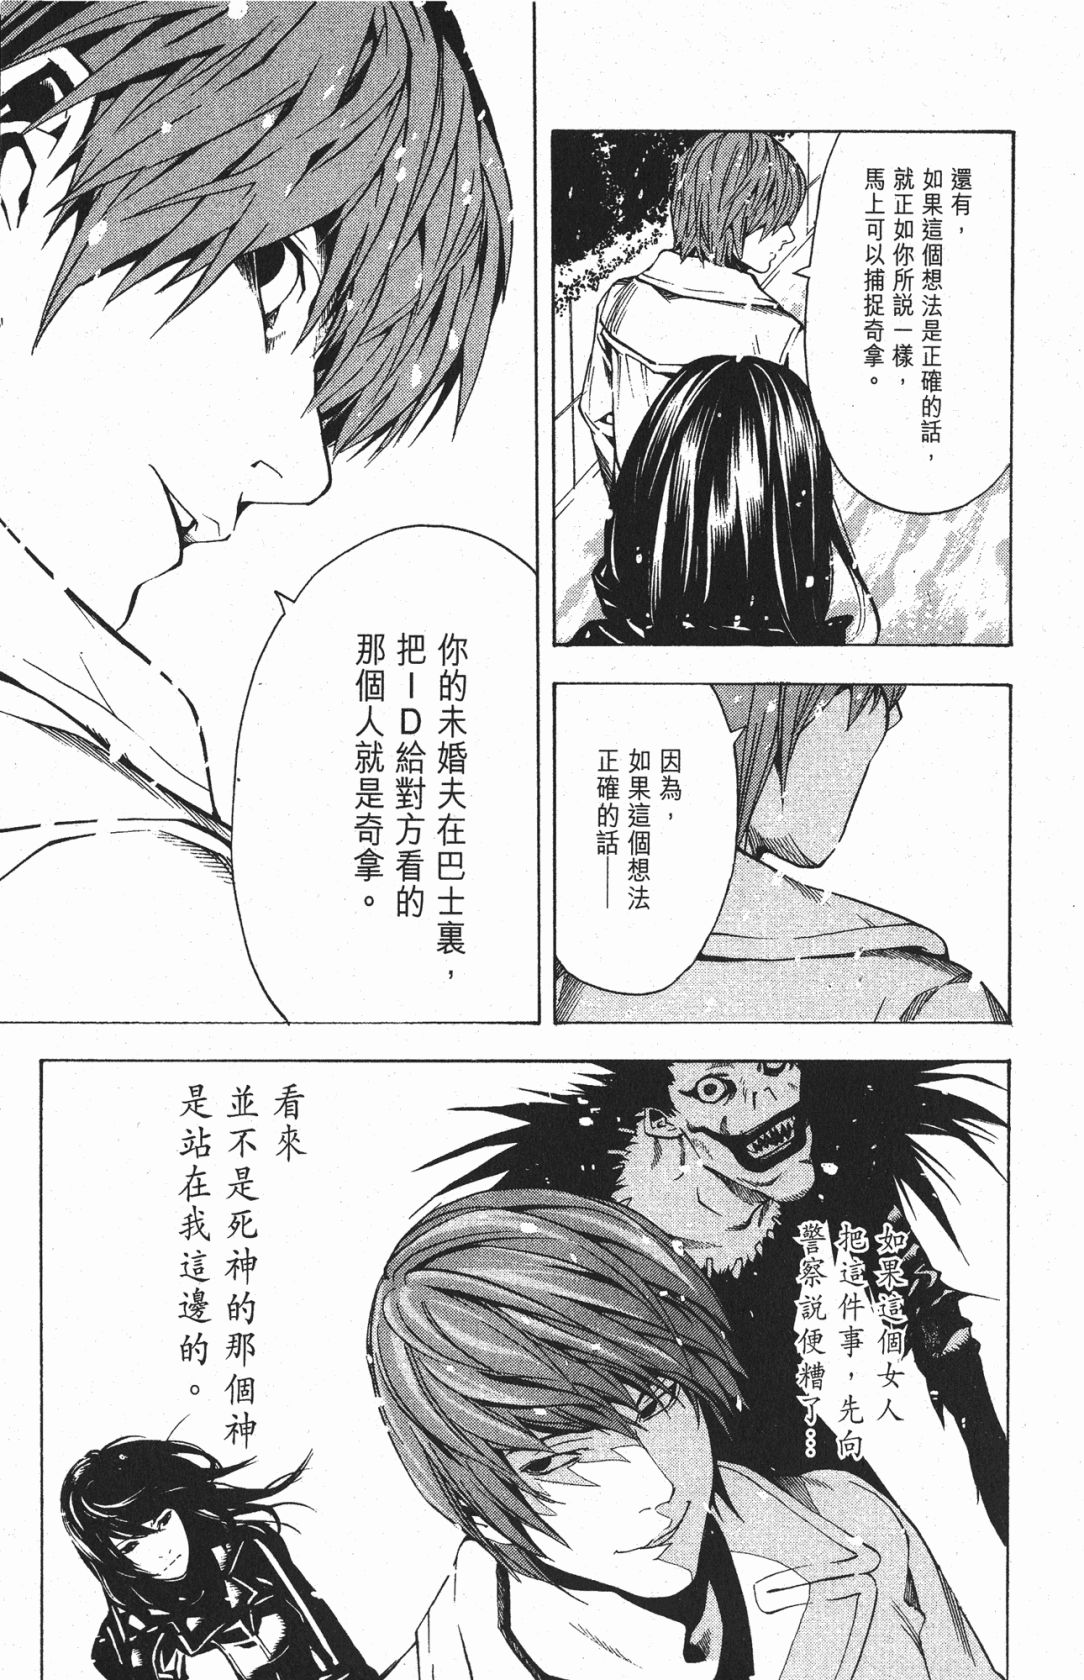 還有，
如果這個想法是正確的話，
就正如你所說一樣，
馬上可以捕捉奇拿。
因為，
如果這個想法
正確的話——
你的未婚夫在巴士裏，
把ID給對方看的
那個人就是奇拿。
如果這個女人
把這件事，先向
警察說便糟了…
看來
並不是死神的那個神
是站在我這邊的。